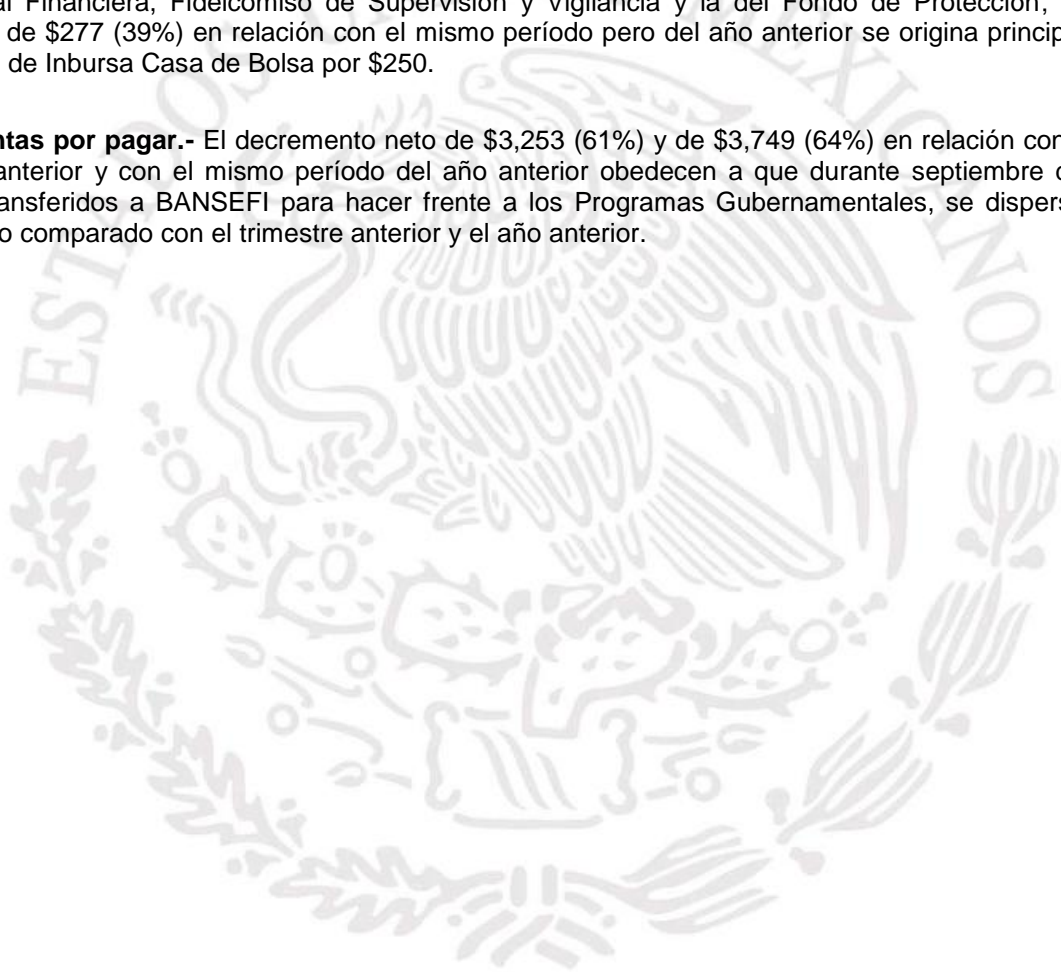 al Financiera, Fideicomiso de Supervisión y Vigilancia y la del Fondo de Protección,
de $277 (39%) en relación con el mismo período pero del año anterior se origina princip
de Inbursa Casa de Bolsa por $250.
ntas por pagar.- El decremento neto de $3,253 (61%) y de $3,749 (64%) en relación con
anterior y con el mismo período del año anterior obedecen a que durante septiembre
ansferidos a BANSEFI para hacer frente a los Programas Gubernamentales, se dispers
o comparado con el trimestre anterior y el año anterior.
ESTADOS U
MEXICANOS